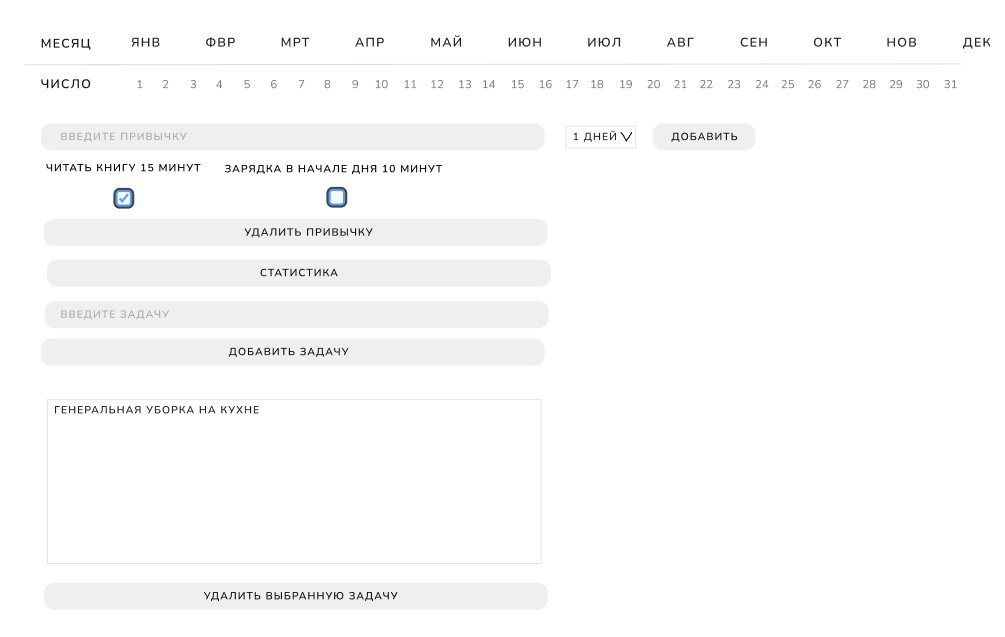 МЕСЯЦ ЯНВ ФВР МРТ АПР МАЙ ИЮН ИЮЛ АВГ СЕН ОКТ НОВ ДЕК
ЧИСЛО 1 2 3 4 5 6 7 8 9 10 11 12 13 14 15 16 17 18 19 20 21 22 23 24 25 26 27 28 29 30 31
ВВЕДИТЕ ПРИВЫЧКУ 1 ДНЕЙ ДОБАВИТЬ
ЧИТАТЬ КНИГУ 15 МИНУТ ЗАРЯДКА В НАЧАЛЕ ДНЯ 10 МИНУТ
УДАЛИТЬ ПРИВЫЧКУ
СТАТИСТИКА
ВВЕДИТЕ ЗАДАЧУ
ДОБАВИТЬ ЗАДАЧУ
ГЕНЕРАЛЬНАЯ УБОРКА НА КУХНЕ
УДАЛИТЬ ВЫБРАННУЮ ЗАДАЧУ